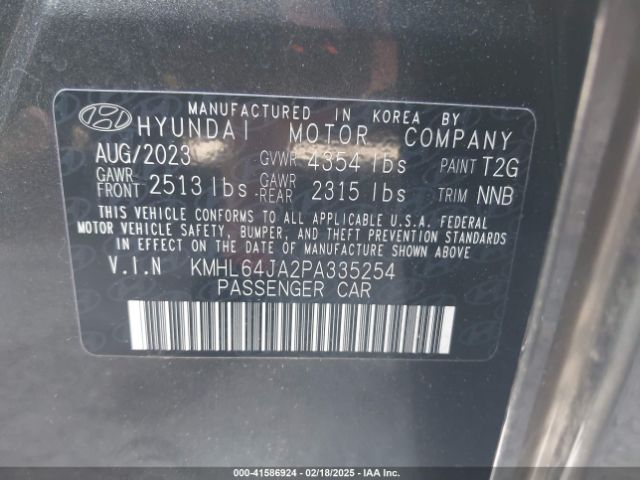 MANUFACTURED IN KOREA BY
HYUNDAI MOTOR COMPANY
AUG/2023 GVWR 4354 lbs PAINT T2G
GAWR FRONT 2513 lbs GAWR REAR 2315 lbs TRIM NNB
THIS VEHICLE CONFORMS TO ALL APPLICABLE U.S.A. FEDERAL
MOTOR VEHICLE SAFETY, BUMPER, AND THEFT PREVENTION STANDARDS
IN EFFECT ON THE DATE OF MANUFACTURE SHOWN ABOVE
V.I.N KMHL64JA2PA335254
PASSENGER CAR
000-41586924 - 02/18/2025 - IAA, Inc.